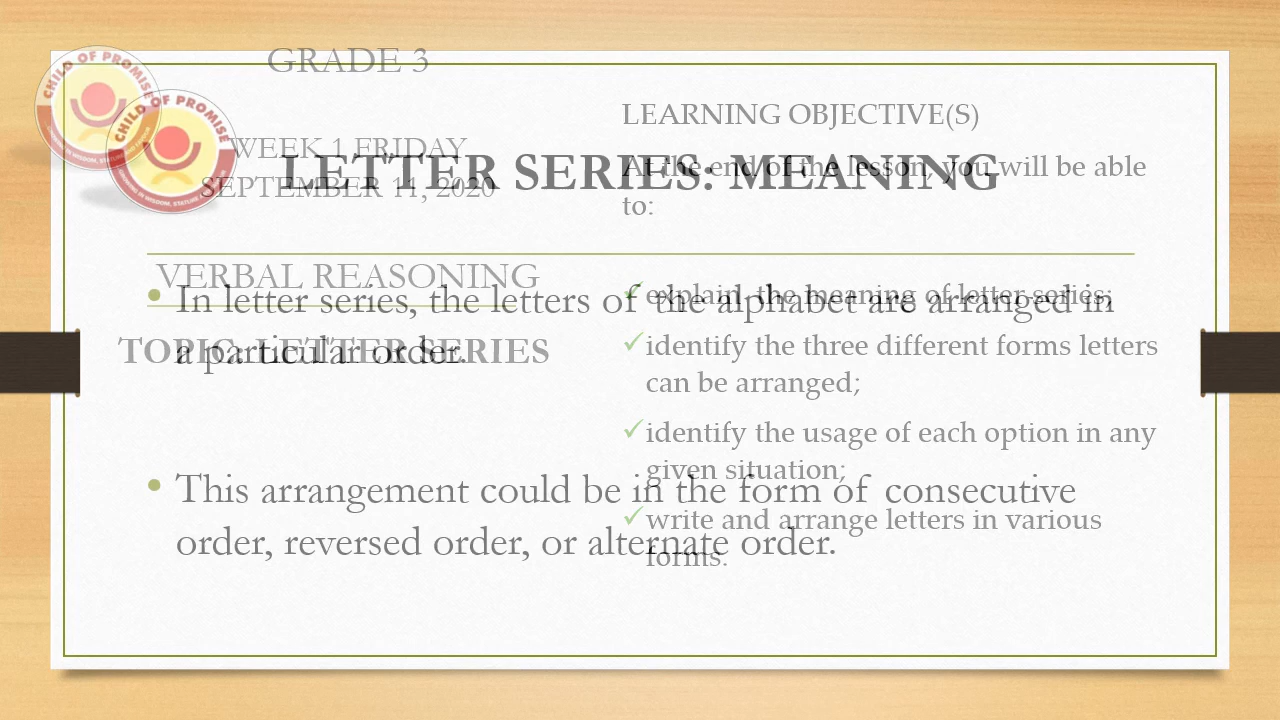 GRADE 3
WEEK 1 FRIDAY
SEPTEMBER 11, 2020
VERBAL REASONING
TOPIC: LETTER SERIES
LEARNING OBJECTIVE(S)
At the end of the lesson, you will be able
to:
explain the meaning of letter series;
identify the three different forms letters
can be arranged;
identify the usage of each option in any
given situation;
write and arrange letters in various
forms.
LETTER SERIES: MEANING
• In letter series, the letters of the alphabet are arranged in
a particular order.
• This arrangement could be in the form of consecutive
order, reversed order, or alternate order.
CHILD OF PROMISE
CHILD OF PROMISE